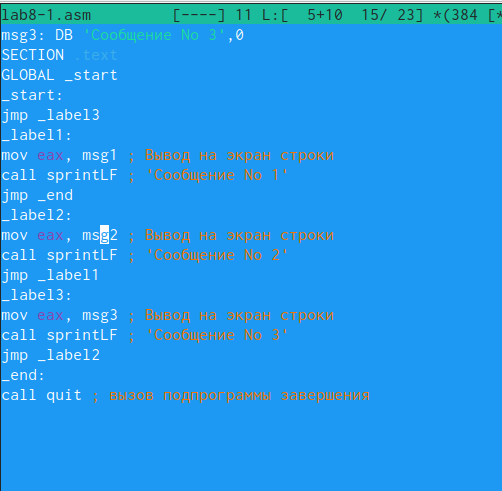 lab8-1.asm [----] 11 L:[ 5+10 15/ 23] *(384 [*
msg3: DB 'Сообщение No 3',0
SECTION .text
GLOBAL _start
_start:
jmp _label3
_label1:
mov eax, msg1 ; Вывод на экран строки
call sprintLF ; 'Сообщение No 1'
jmp _end
_label2:
mov eax, msg2 ; Вывод на экран строки
call sprintLF ; 'Сообщение No 2'
jmp _label1
_label3:
mov eax, msg3 ; Вывод на экран строки
call sprintLF ; 'Сообщение No 3'
jmp _label2
_end:
call quit ; вызов подпрограммы завершения